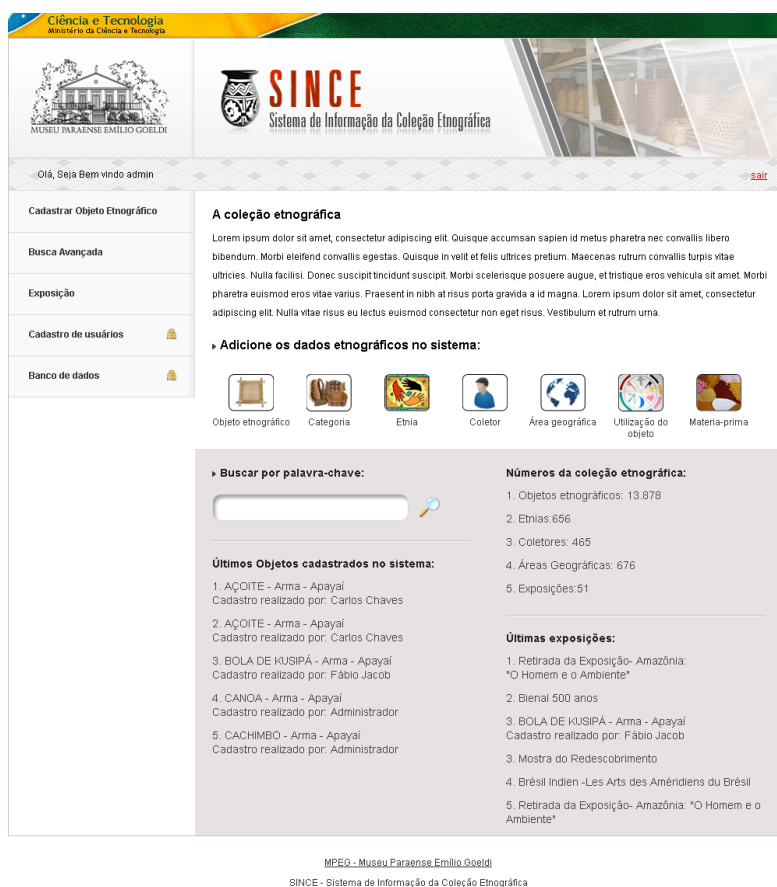 Ciência e Tecnologia
Ministério da Ciência e Tecnologia
MUSEU PARAENSE EMÍLIO GOELDI
SINCE
Sistema de Informação da Coleção Etnográfica
Olá, Seja Bem vindo admin
sair
Cadastrar Objeto Etnográfico
Busca Avançada
Exposição
Cadastro de usuários
Banco de dados
A coleção etnográfica
Lorem ipsum dolor sit amet, consectetur adipiscing elit. Quisque accumsan sapien id metus pharetra nec convallis libero
bibendum. Morbi eleifend convallis egestas. Quisque in velit et felis ultrices pretium. Maecenas rutrum convallis turpis vitae
ultricies. Nulla facilisi. Donec suscipit tincidunt suscipit. Morbi scelerisque posuere augue, et tristique eros vehicula sit amet. Morbi
pharetra euismod eros vitae varius. Praesent in nibh at risus porta gravida a id magna. Lorem ipsum dolor sit amet, consectetur
adipiscing elit. Nulla vitae risus eu lectus euismod consectetur non eget risus. Vestibulum et rutrum urna.
Adicione os dados etnográficos no sistema:
Objeto etnográfico
Categoria
Etnia
Coletor
Área geográfica
Utilização do
objeto
Materia-prima
Buscar por palavra-chave:
Últimos Objetos cadastrados no sistema:
1. AÇOITE - Arma - Apayaí
Cadastro realizado por: Carlos Chaves
2. AÇOITE - Arma - Apayaí
Cadastro realizado por: Carlos Chaves
3. BOLA DE KUSIPÁ - Arma - Apayaí
Cadastro realizado por: Fábio Jacob
4. CANOA - Arma - Apayaí
Cadastro realizado por: Administrador
5. CACHIMBO - Arma - Apayaí
Cadastro realizado por: Administrador
Números da coleção etnográfica:
1. Objetos etnográficos: 13.878
2. Etnias:656
3. Coletores: 465
4. Áreas Geográficas: 676
5. Exposições:51
Últimas exposições:
1. Retirada da Exposição- Amazônia:
"O Homem e o Ambiente"
2. Bienal 500 anos
3. BOLA DE KUSIPÁ - Arma - Apayaí
Cadastro realizado por: Fábio Jacob
3. Mostra do Redescobrimento
4. Brésil Indien -Les Arts des Améridiens du Brésil
5. Retirada da Exposição- Amazônia: "O Homem e o
Ambiente"
MPEG - Museu Paraense Emílio Goeldi
SINCE - Sistema de Informação da Coleção Etnográfica